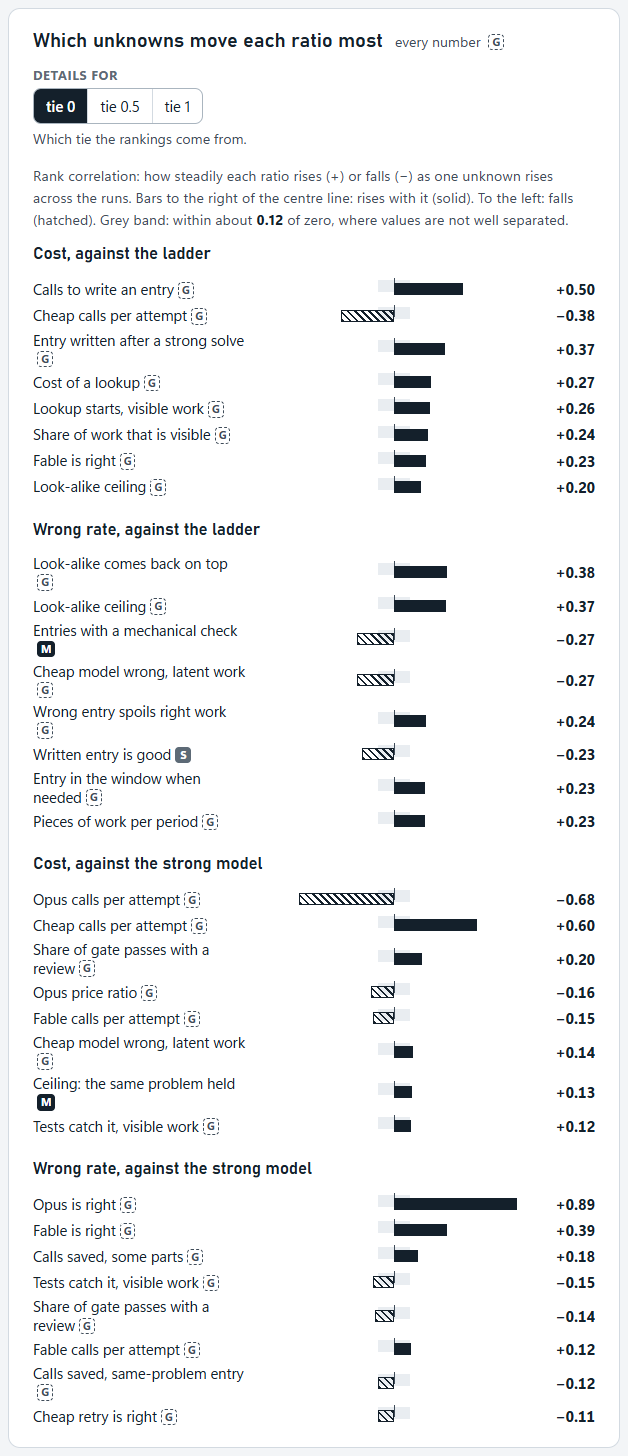 Which unknowns move each ratio most every number G
DETAILS FOR
tie 0 tie 0.5 tie 1
Which tie the rankings come from.
Rank correlation: how steadily each ratio rises (+) or falls (−) as one unknown rises
across the runs. Bars to the right of the centre line: rises with it (solid). To the left: falls
(hatched). Grey band: within about 0.12 of zero, where values are not well separated.
Cost, against the ladder
Calls to write an entry G +0.50
Cheap calls per attempt G −0.38
Entry written after a strong solve
G +0.37
Cost of a lookup G +0.27
Lookup starts, visible work G +0.26
Share of work that is visible G +0.24
Fable is right G +0.23
Look-alike ceiling G +0.20
Wrong rate, against the ladder
Look-alike comes back on top
G +0.38
Look-alike ceiling G +0.37
Entries with a mechanical check
M −0.27
Cheap model wrong, latent work
G −0.27
Wrong entry spoils right work
G +0.24
Written entry is good S −0.23
Entry in the window when
needed G +0.23
Pieces of work per period G +0.23
Cost, against the strong model
Opus calls per attempt G −0.68
Cheap calls per attempt G +0.60
Share of gate passes with a
review G +0.20
Opus price ratio G −0.16
Fable calls per attempt G −0.15
Cheap model wrong, latent work
G +0.14
Ceiling: the same problem held
M +0.13
Tests catch it, visible work G +0.12
Wrong rate, against the strong model
Opus is right G +0.89
Fable is right G +0.39
Calls saved, some parts G +0.18
Tests catch it, visible work G −0.15
Share of gate passes with a
review G −0.14
Fable calls per attempt G +0.12
Calls saved, same-problem entry
G −0.12
Cheap retry is right G −0.11